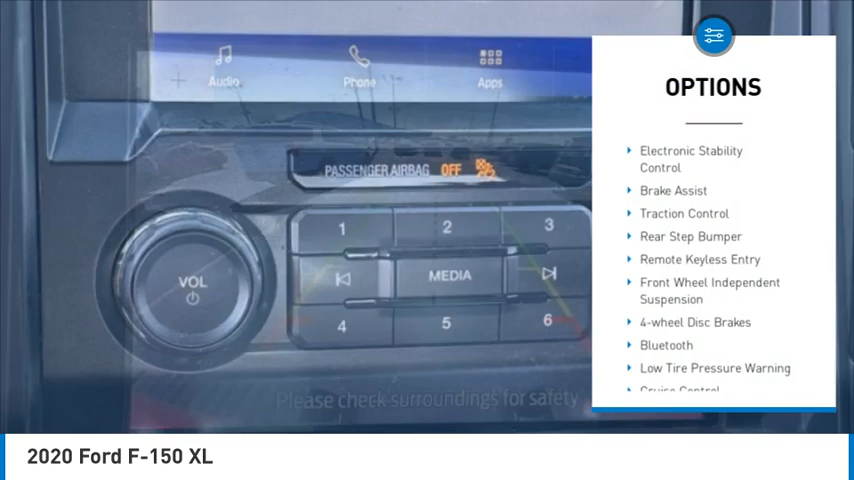 Audio
Phone
Apps
PASSENGER AIRBAG OFF
1
2
3
VOL
MEDIA
4
5
6
Please check surroundings for safety
OPTIONS
Electronic Stability
Control
Brake Assist
Traction Control
Rear Step Bumper
Remote Keyless Entry
Front Wheel Independent
Suspension
4-wheel Disc Brakes
Bluetooth
Low Tire Pressure Warning
Cruise Control
2020 Ford F-150 XL